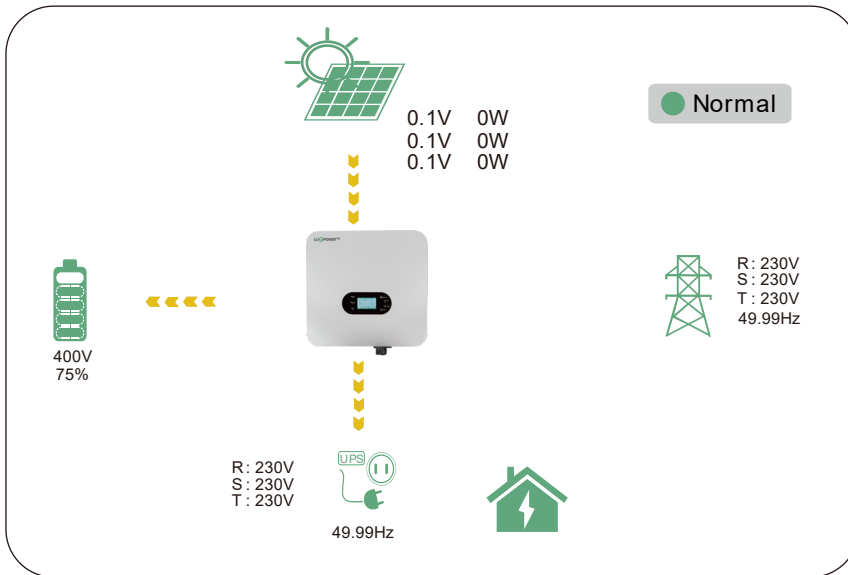 0.1V 0W
0.1V 0W
0.1V 0W
Normal
LUXPOWER
R: 230V
S: 230V
T: 230V
49.99Hz
400V
75%
R: 230V
S: 230V
T: 230V
UPS
49.99Hz